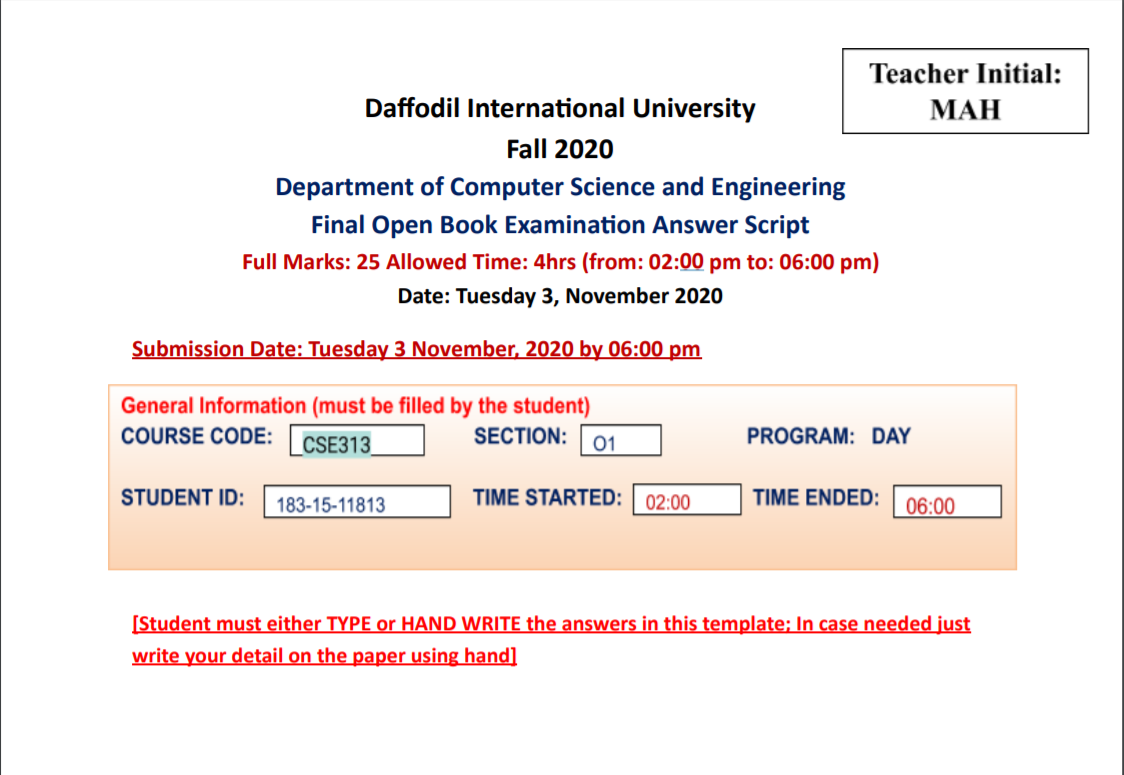 Teacher Initial:
MAH
Daffodil International University
Fall 2020
Department of Computer Science and Engineering
Final Open Book Examination Answer Script
Full Marks: 25 Allowed Time: 4hrs (from: 02:00 pm to: 06:00 pm)
Date: Tuesday 3, November 2020
Submission Date: Tuesday 3 November, 2020 by 06:00 pm
General Information (must be filled by the student)
COURSE CODE: CSE313 SECTION: O1 PROGRAM: DAY
STUDENT ID: 183-15-11813 TIME STARTED: 02:00 TIME ENDED: 06:00
[Student must either TYPE or HAND WRITE the answers in this template; In case needed just
write your detail on the paper using hand]